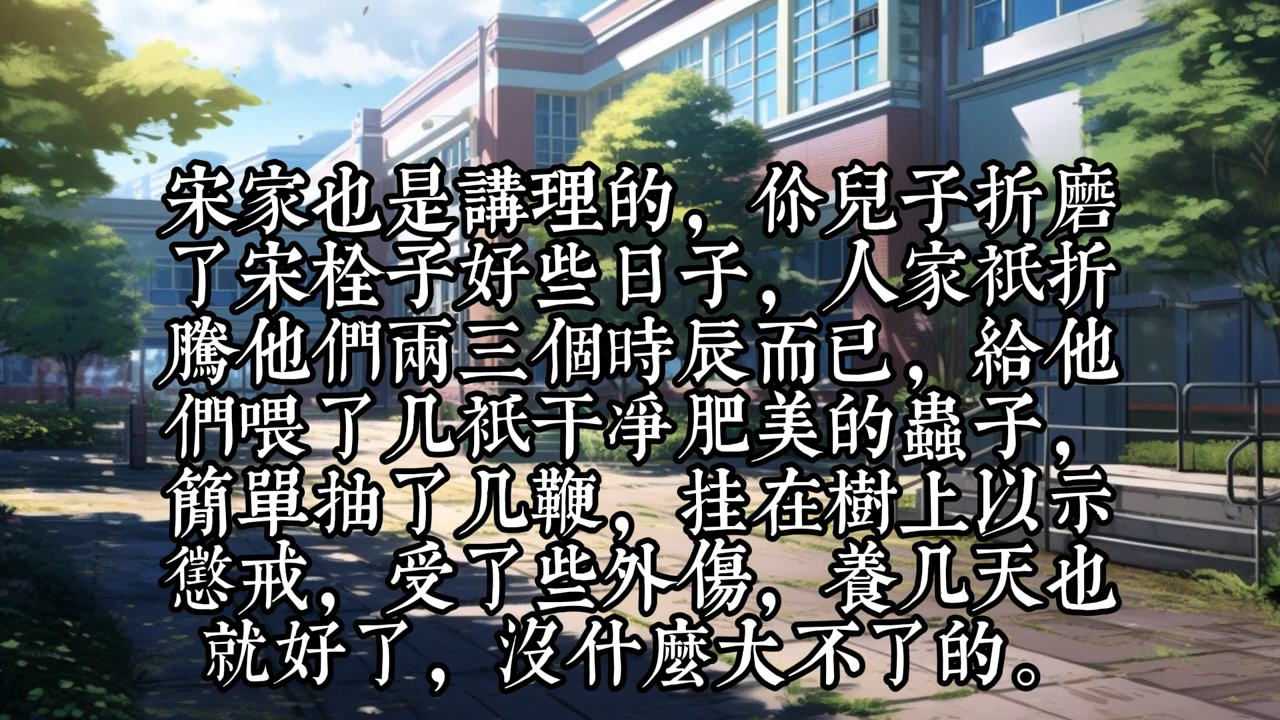 宋家也是講理的，伱兒子折磨
了宋栓子好些日子，人家衹折
騰他們兩三個時辰而已，給他
們喂了几衹干凈肥美的蟲子，
簡單抽了几鞭，挂在樹上以示
懲戒，受了些外傷，養几天也
就好了，沒什麼大不了的。